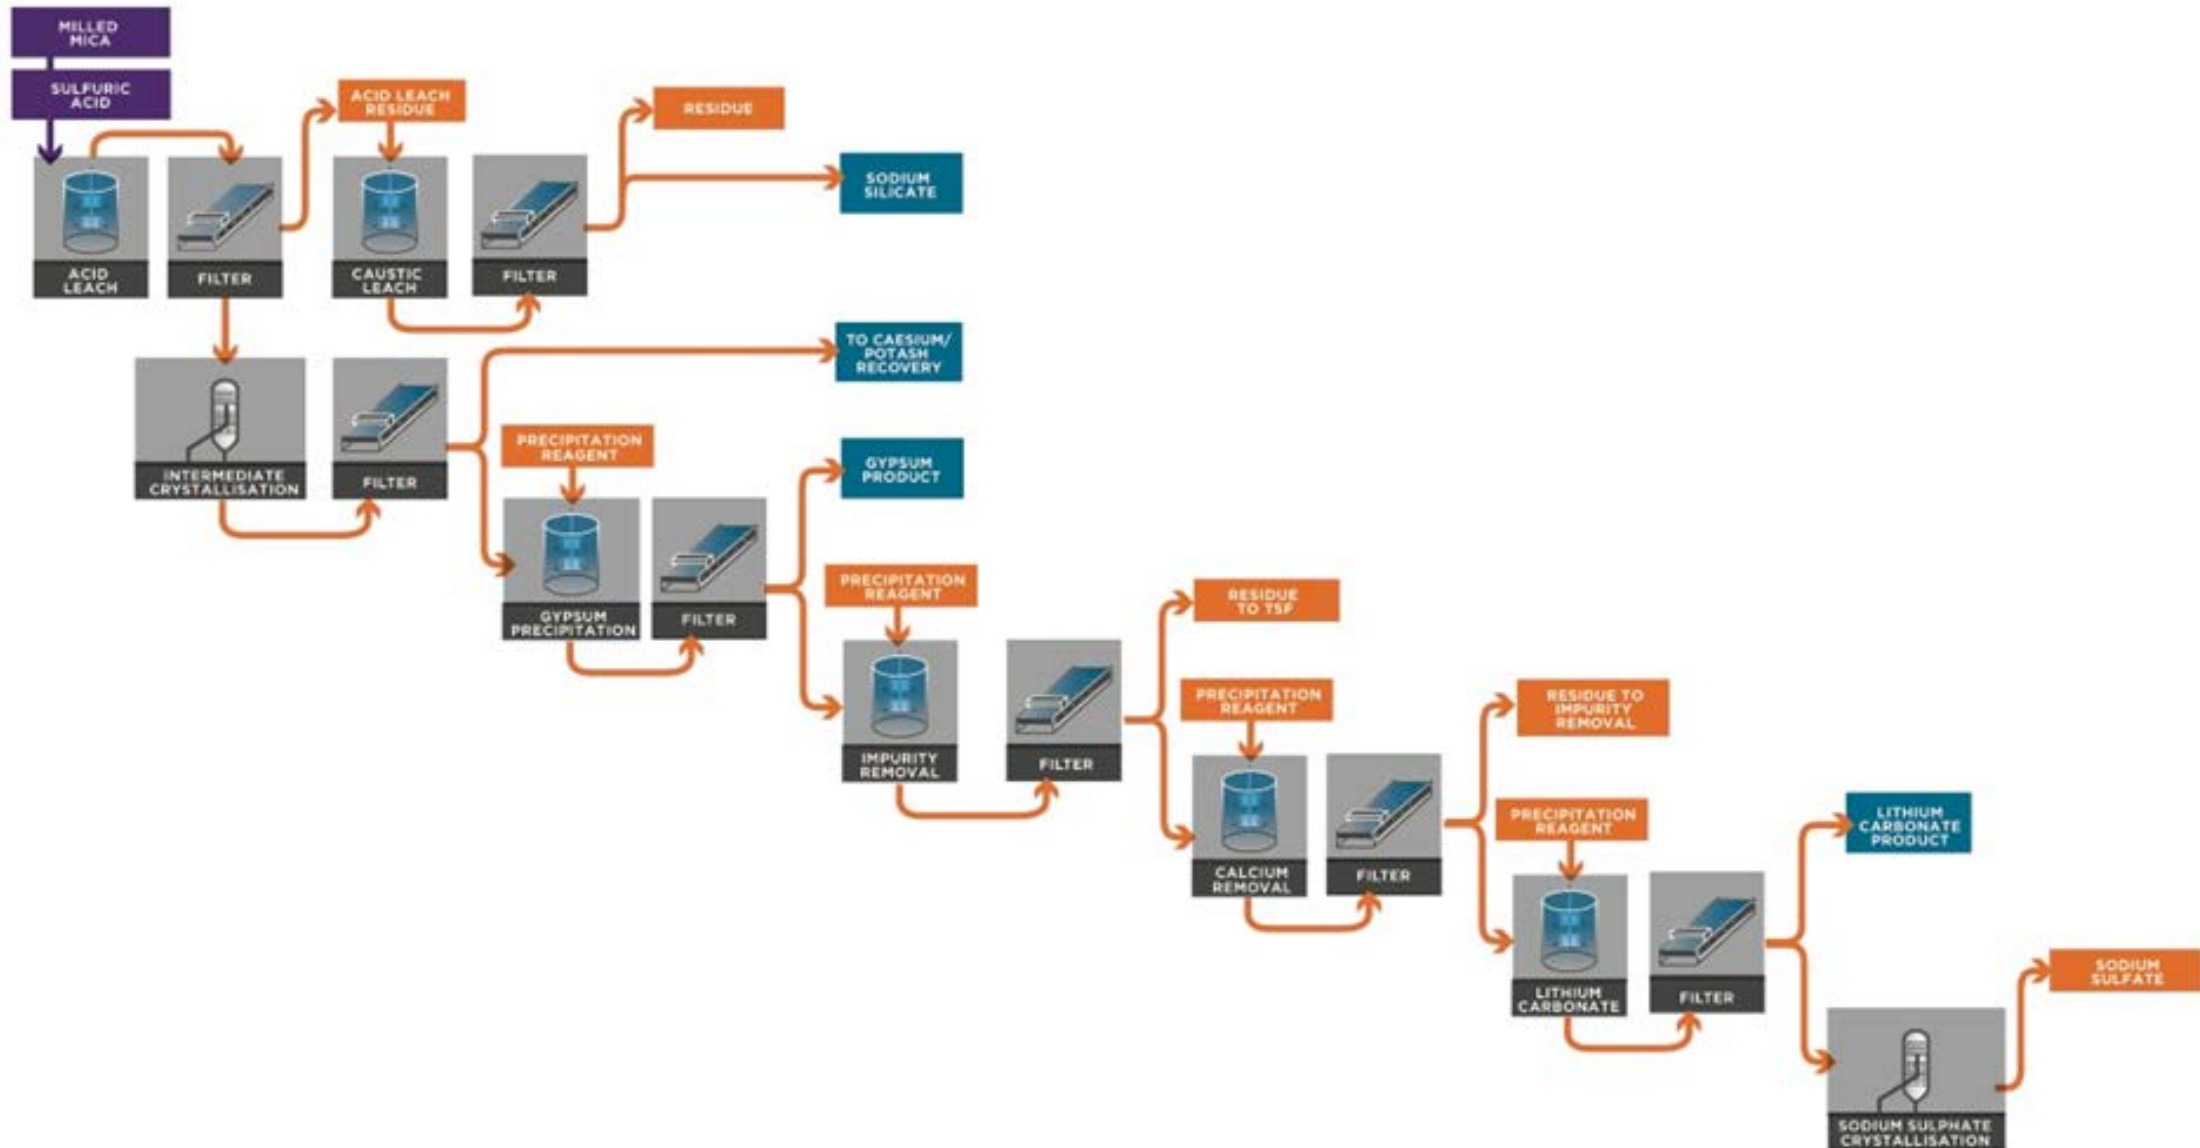 MILLED
MICA
SULFURIC
ACID
ACID LEACH
RESIDUE
RESIDUE
SODIUM
SILICATE
ACID
LEACH
FILTER
CAUSTIC
LEACH
FILTER
TO CAESIUM/
POTASH
RECOVERY
INTERMEDIATE
CRYSTALLISATION
FILTER
PRECIPITATION
REAGENT
GYPSUM
PRODUCT
GYPSUM
PRECIPITATION
FILTER
PRECIPITATION
REAGENT
RESIDUE
TO TSF
IMPURITY
REMOVAL
FILTER
PRECIPITATION
REAGENT
RESIDUE TO
IMPURITY
REMOVAL
CALCIUM
REMOVAL
FILTER
PRECIPITATION
REAGENT
LITHIUM
CARBONATE
PRODUCT
LITHIUM
CARBONATE
FILTER
SODIUM
SULFATE
SODIUM SULPHATE
CRYSTALLISATION